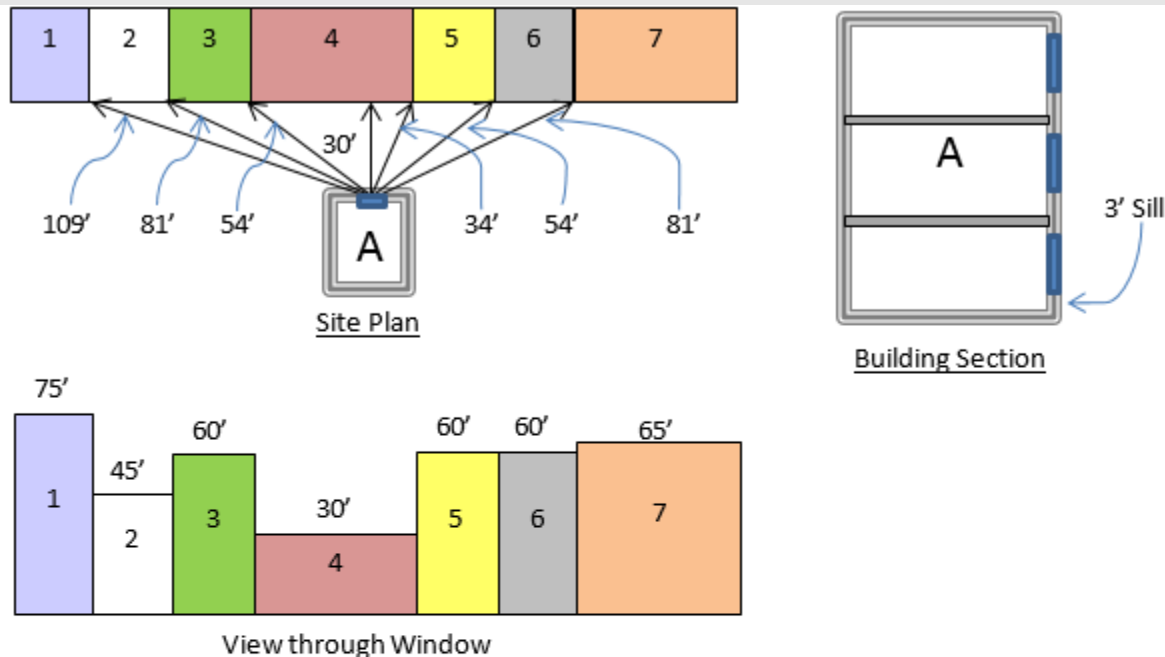 1 2 3 4 5 6 7
30’
109’ 81’ 54’ 34’ 54’ 81’
A
Site Plan
A
3’ Sill
Building Section
75’
60’ 60’ 60’ 65’
45’
30’
1 2 3 4 5 6 7
View through Window